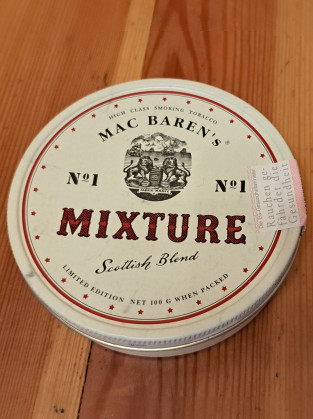 HIGH CLASS SMOKING TOBACCO
MAC BAREN's®
No1
No1
MIXTURE
Scottish Blend
LIMITED EDITION NET 100 G WHEN PACKED
Rauchen ge-
fährdet die
Gesundheit